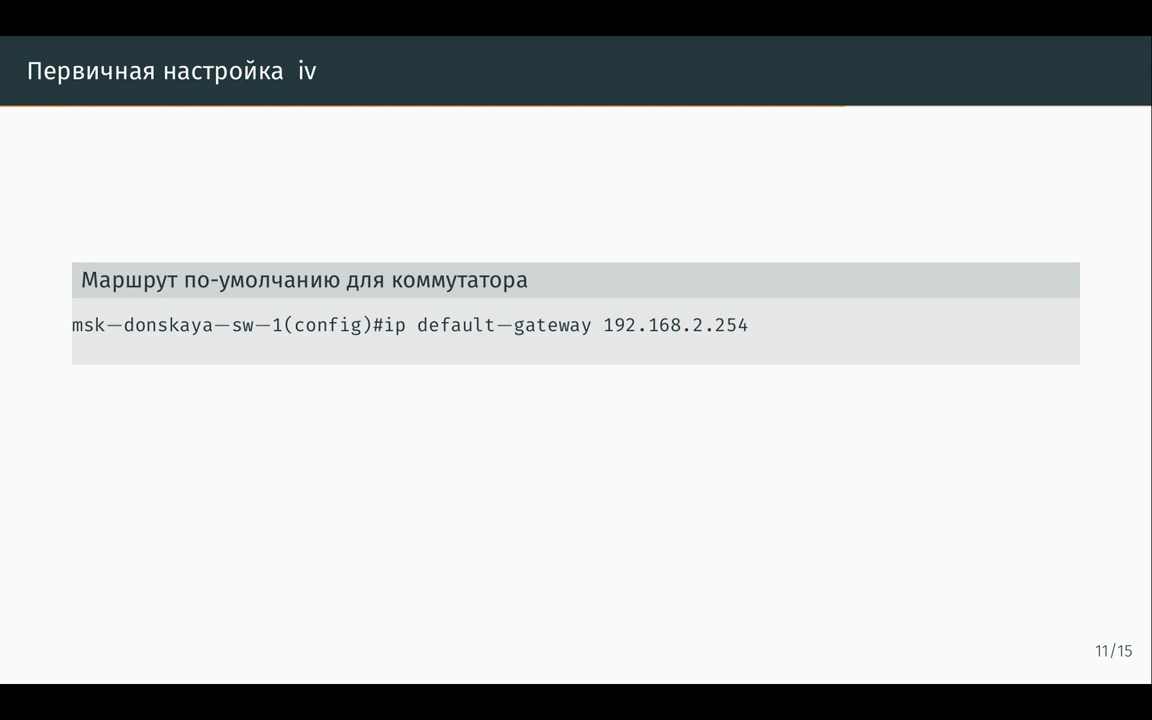 Первичная настройка iv
Маршрут по-умолчанию для коммутатора
msk—donskaya—sw—1(config)#ip default—gateway 192.168.2.254
11/15